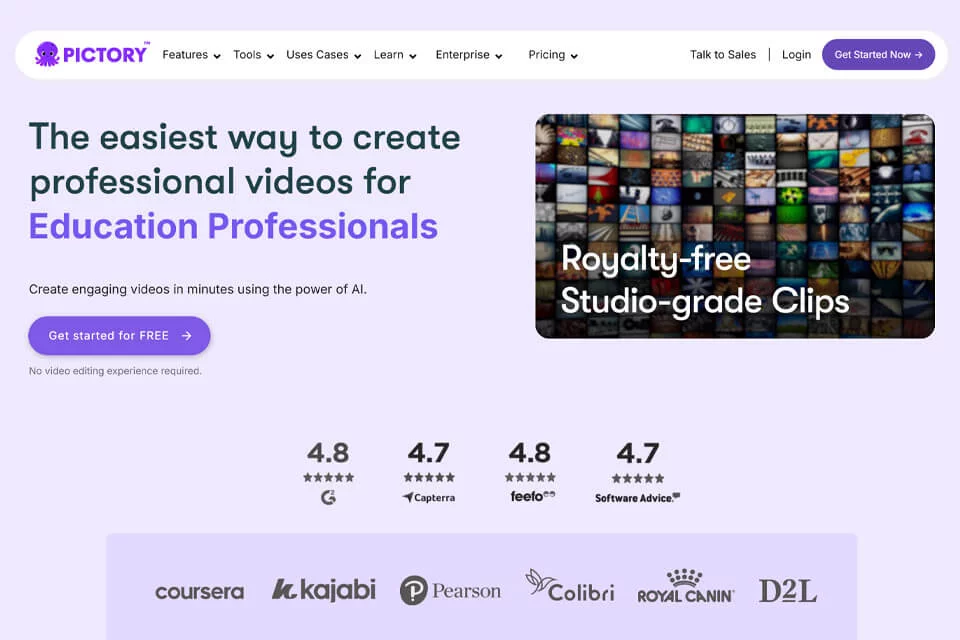 PICTORY™ Features Tools Uses Cases Learn Enterprise Pricing Talk to Sales | Login Get Started Now →
The easiest way to create
professional videos for
Education Professionals
Create engaging videos in minutes using the power of AI.
Get started for FREE →
No video editing experience required.
Royalty-free
Studio-grade Clips
4.8 4.7 4.8 4.7
G2 Capterra feefo Software Advice.
coursera kajabi Pearson Colibri ROYAL CANIN D2L